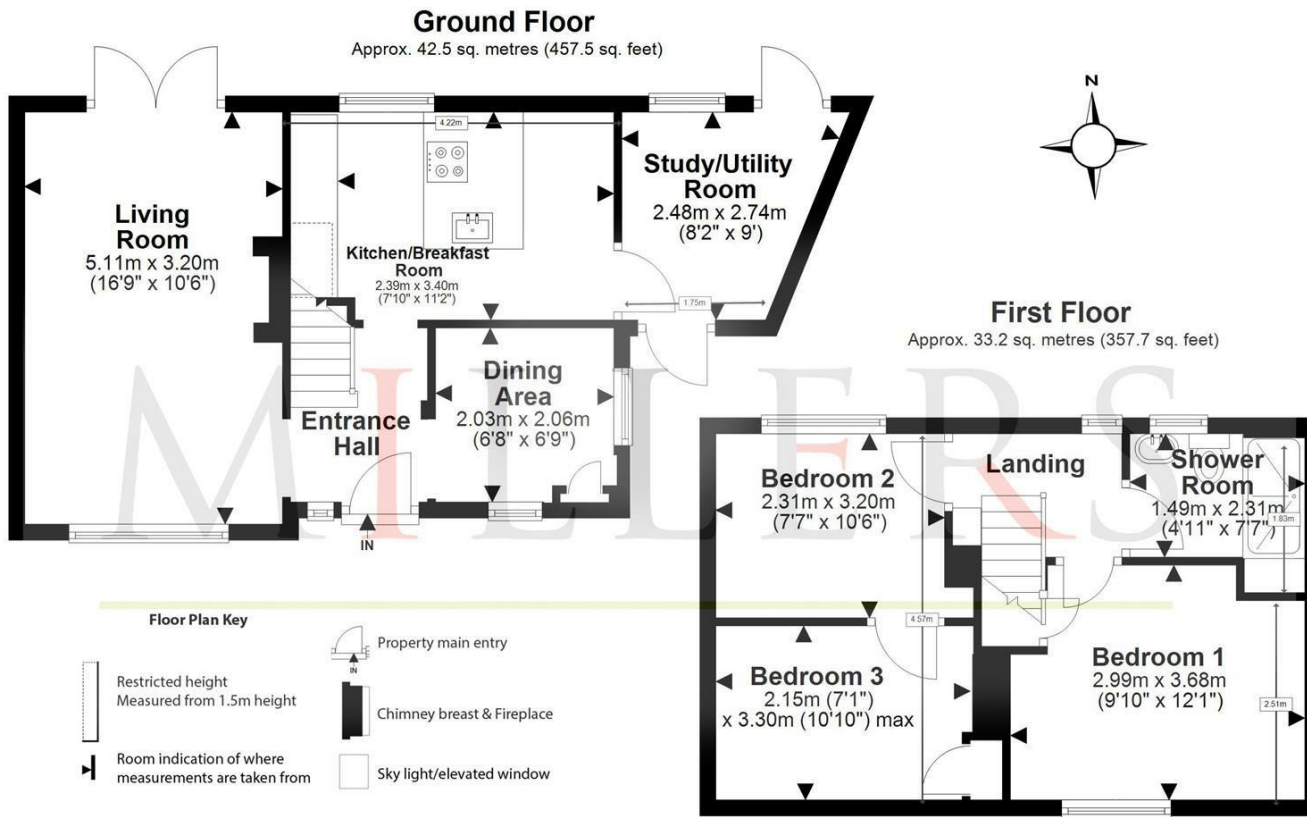 Ground Floor
Approx. 42.5 sq. metres (457.5 sq. feet)
N
4.22m
Living
Room
5.11m x 3.20m
(16'9" x 10'6")
Kitchen/Breakfast
Room
2.39m x 3.40m
(7'10" x 11'2")
Study/Utility
Room
2.48m x 2.74m
(8'2" x 9')
1.75m
Dining
Area
2.03m x 2.06m
(6'8" x 6'9")
Entrance
Hall
IN
MILLERS
First Floor
Approx. 33.2 sq. metres (357.7 sq. feet)
Bedroom 2
2.31m x 3.20m
(7'7" x 10'6")
Landing
Shower
Room
1.49m x 2.31m
(4'11" x 7'7")
1.83m
4.57m
Bedroom 3
2.15m (7'1")
x 3.30m (10'10") max
Bedroom 1
2.99m x 3.68m
(9'10" x 12'1")
2.51m
Floor Plan Key
Restricted height
Measured from 1.5m height
Room indication of where
measurements are taken from
Property main entry
IN
Chimney breast & Fireplace
Sky light/elevated window